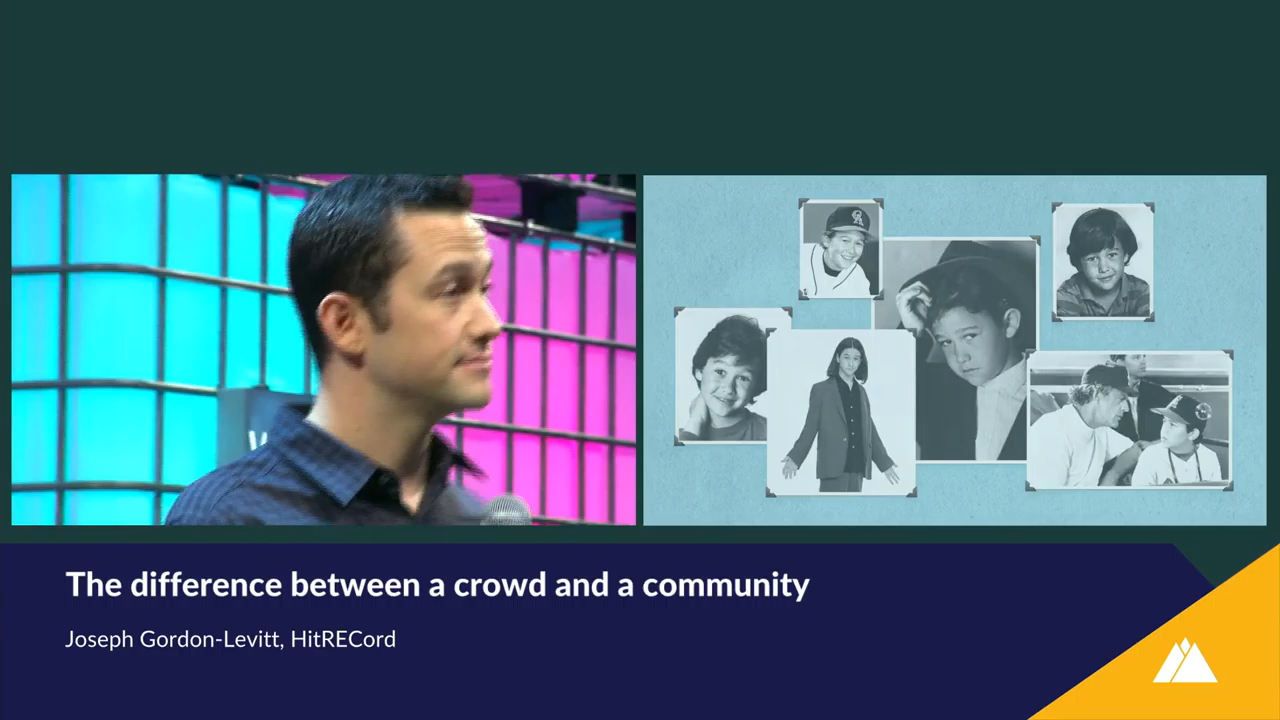 The difference between a crowd and a community
Joseph Gordon-Levitt, HitRECord